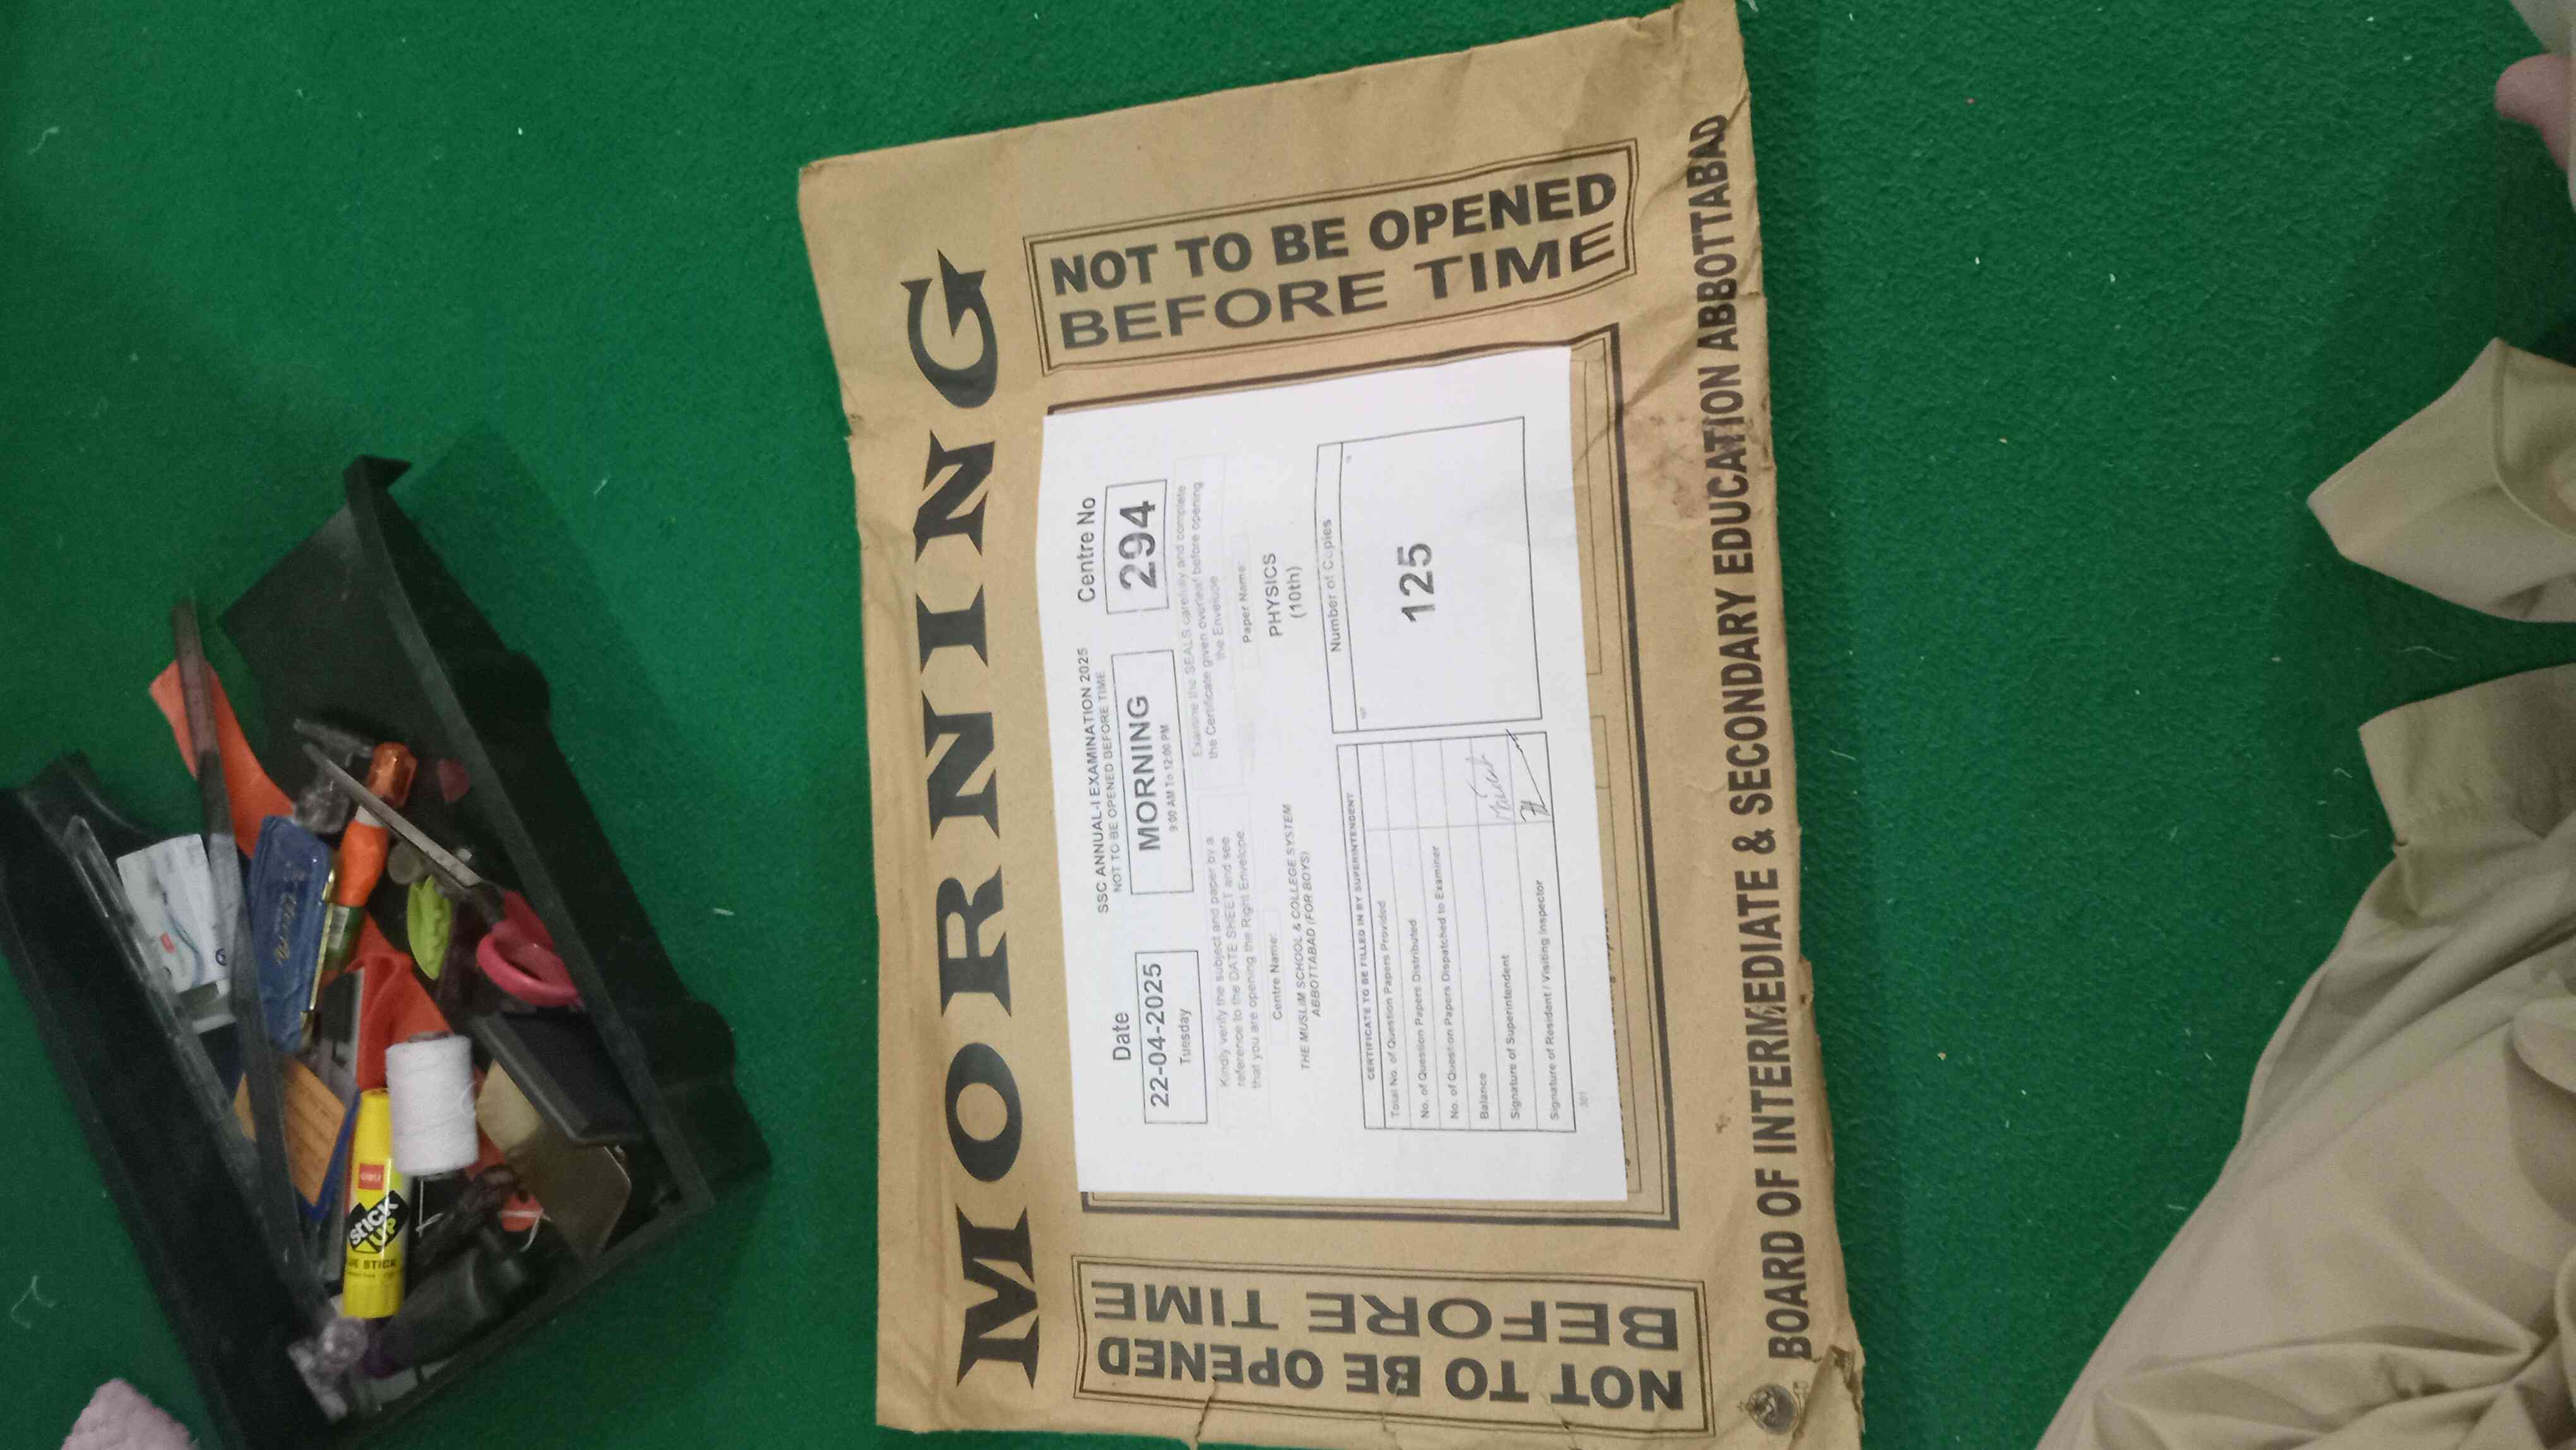 MORNING
NOT TO BE OPENED
BEFORE TIME
NOT TO BE OPENED
BEFORE TIME
SSC ANNUAL-I EXAMINATION 2025
NOT TO BE OPENED BEFORE TIME
Date
22-04-2025
Tuesday
MORNING
9:00 AM To 12:00 PM
Centre No
294
Kindly verify the subject and paper by a
reference to the DATE SHEET and see
that you are opening the Right Envelope
Examine the SEALS carefully and complete
the Certificate given overleaf before opening
the Envelope
Centre Name:
THE MUSLIM SCHOOL & COLLEGE SYSTEM
ABBOTTABAD (FOR BOYS)
Paper Name:
PHYSICS
(10th)
CERTIFICATE TO BE FILLED IN BY SUPERINTENDENT
Total No. of Question Papers Provided
No. of Question Papers Distributed
No. of Question Papers Dispatched to Examiner
Balance
Signature of Superintendent
Signature of Resident / Visiting Inspector
Number of Copies
125
301
BOARD OF INTERMEDIATE & SECONDARY EDUCATION ABBOTTABAD
deli
STICK
UP
GLUE STICK